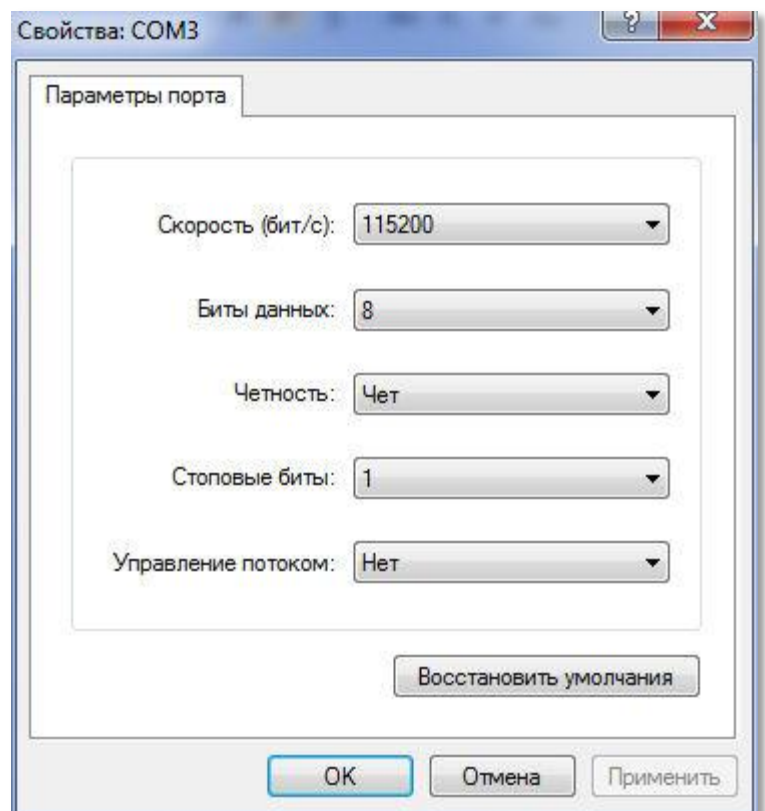 Свойства: COM3
Параметры порта
Скорость (бит/с): 115200
Биты данных: 8
Четность: Чет
Стоповые биты: 1
Управление потоком: Нет
Восстановить умолчания
OK Отмена Применить